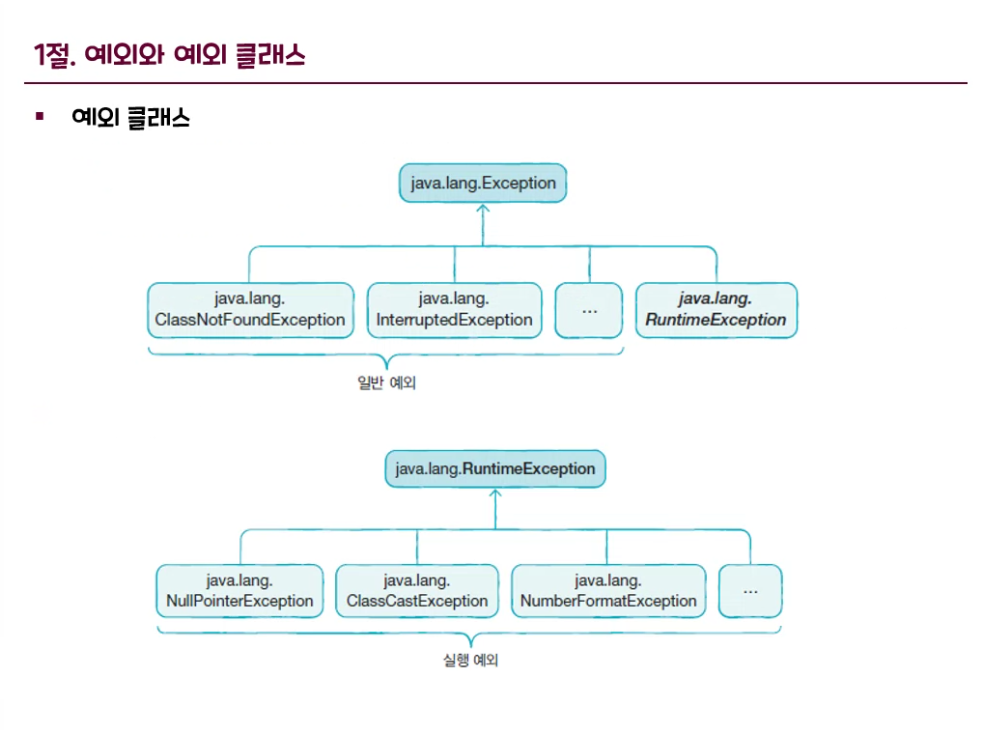 1절. 예외와 예외 클래스
▪ 예외 클래스
java.lang.Exception
java.lang.
ClassNotFoundException
java.lang.
InterruptedException
...
java.lang.
RuntimeException
일반 예외
java.lang.RuntimeException
java.lang.
NullPointerException
java.lang.
ClassCastException
java.lang.
NumberFormatException
...
실행 예외